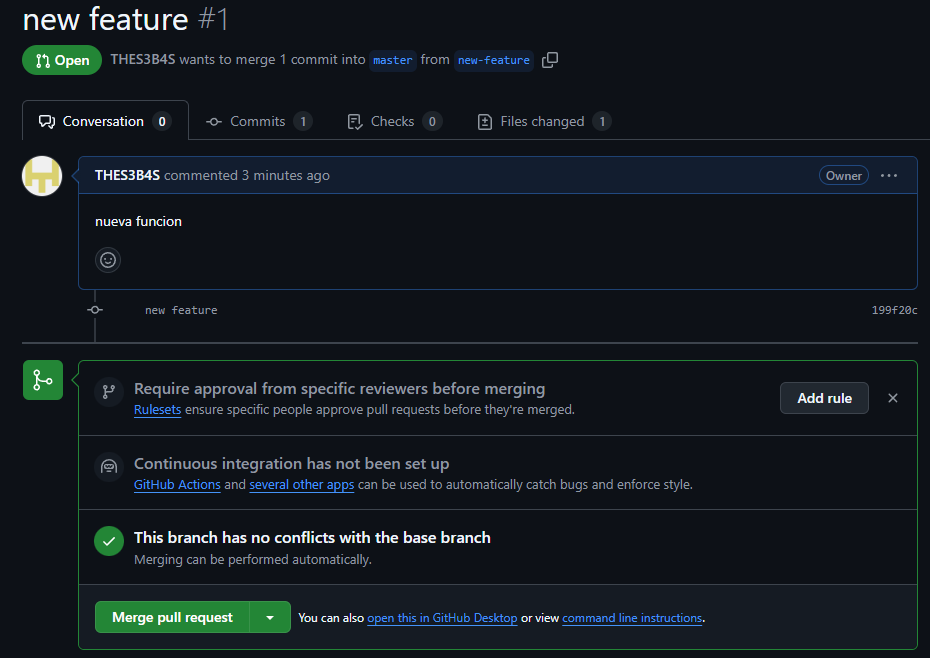 new feature #1
Open THES3B4S wants to merge 1 commit into master from new-feature
Conversation 0 Commits 1 Checks 0 Files changed 1
THES3B4S commented 3 minutes ago Owner
nueva funcion
new feature 199f20c
Require approval from specific reviewers before merging
Rulesets ensure specific people approve pull requests before they're merged.
Add rule
Continuous integration has not been set up
GitHub Actions and several other apps can be used to automatically catch bugs and enforce style.
This branch has no conflicts with the base branch
Merging can be performed automatically.
Merge pull request You can also open this in GitHub Desktop or view command line instructions.